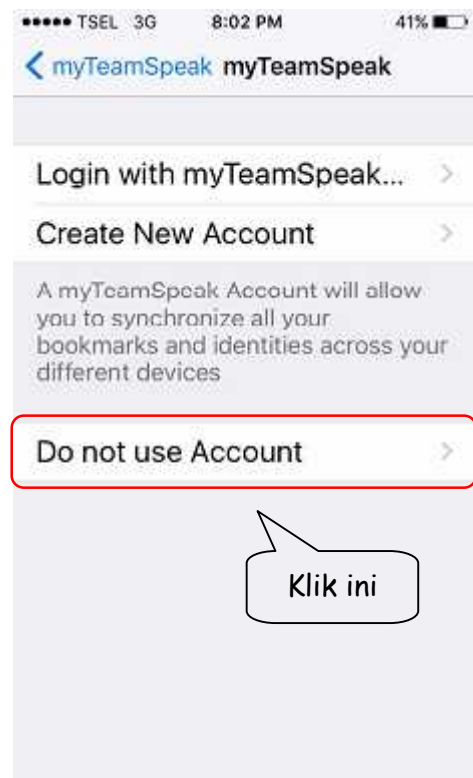 TSEL 3G 8:02 PM 41%
myTeamSpeak myTeamSpeak
Login with myTeamSpeak...
Create New Account
A myTeamSpeak Account will allow
you to synchronize all your
bookmarks and identities across your
different devices
Do not use Account
Klik ini